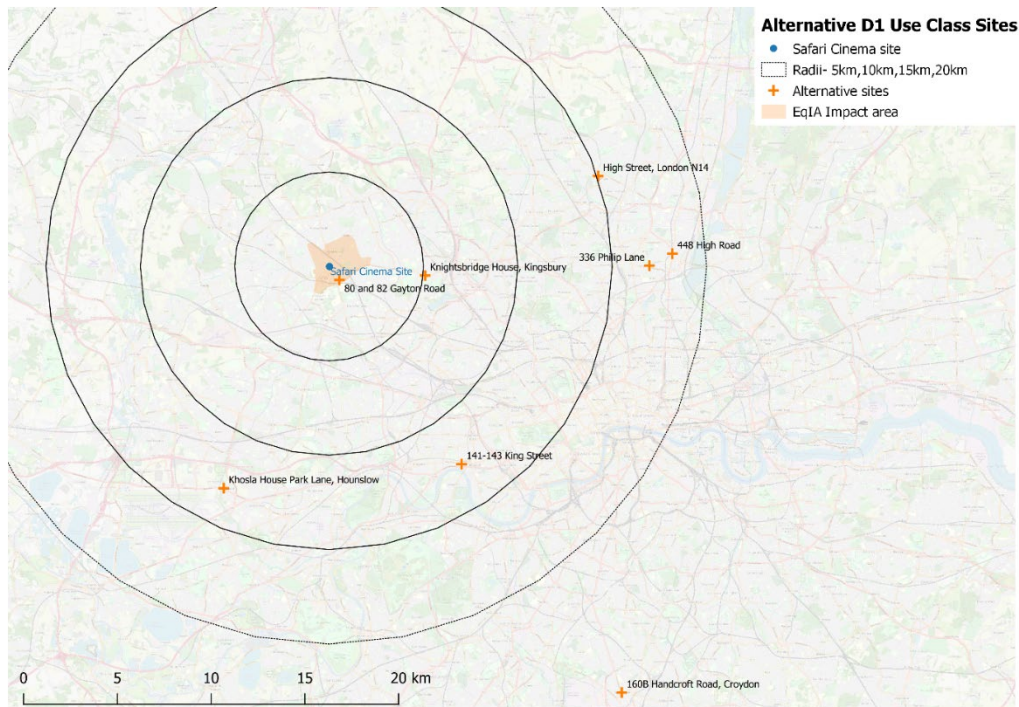 Alternative D1 Use Class Sites
Safari Cinema site
Radii- 5km,10km,15km,20km
Alternative sites
EqIA Impact area
High Street, London N14
448 High Road
336 Philip Lane
Safari Cinema Site
Knightsbridge House, Kingsbury
80 and 82 Gayton Road
141-143 King Street
Khosla House Park Lane, Hounslow
160B Handcroft Road, Croydon
0 5 10 15 20 km